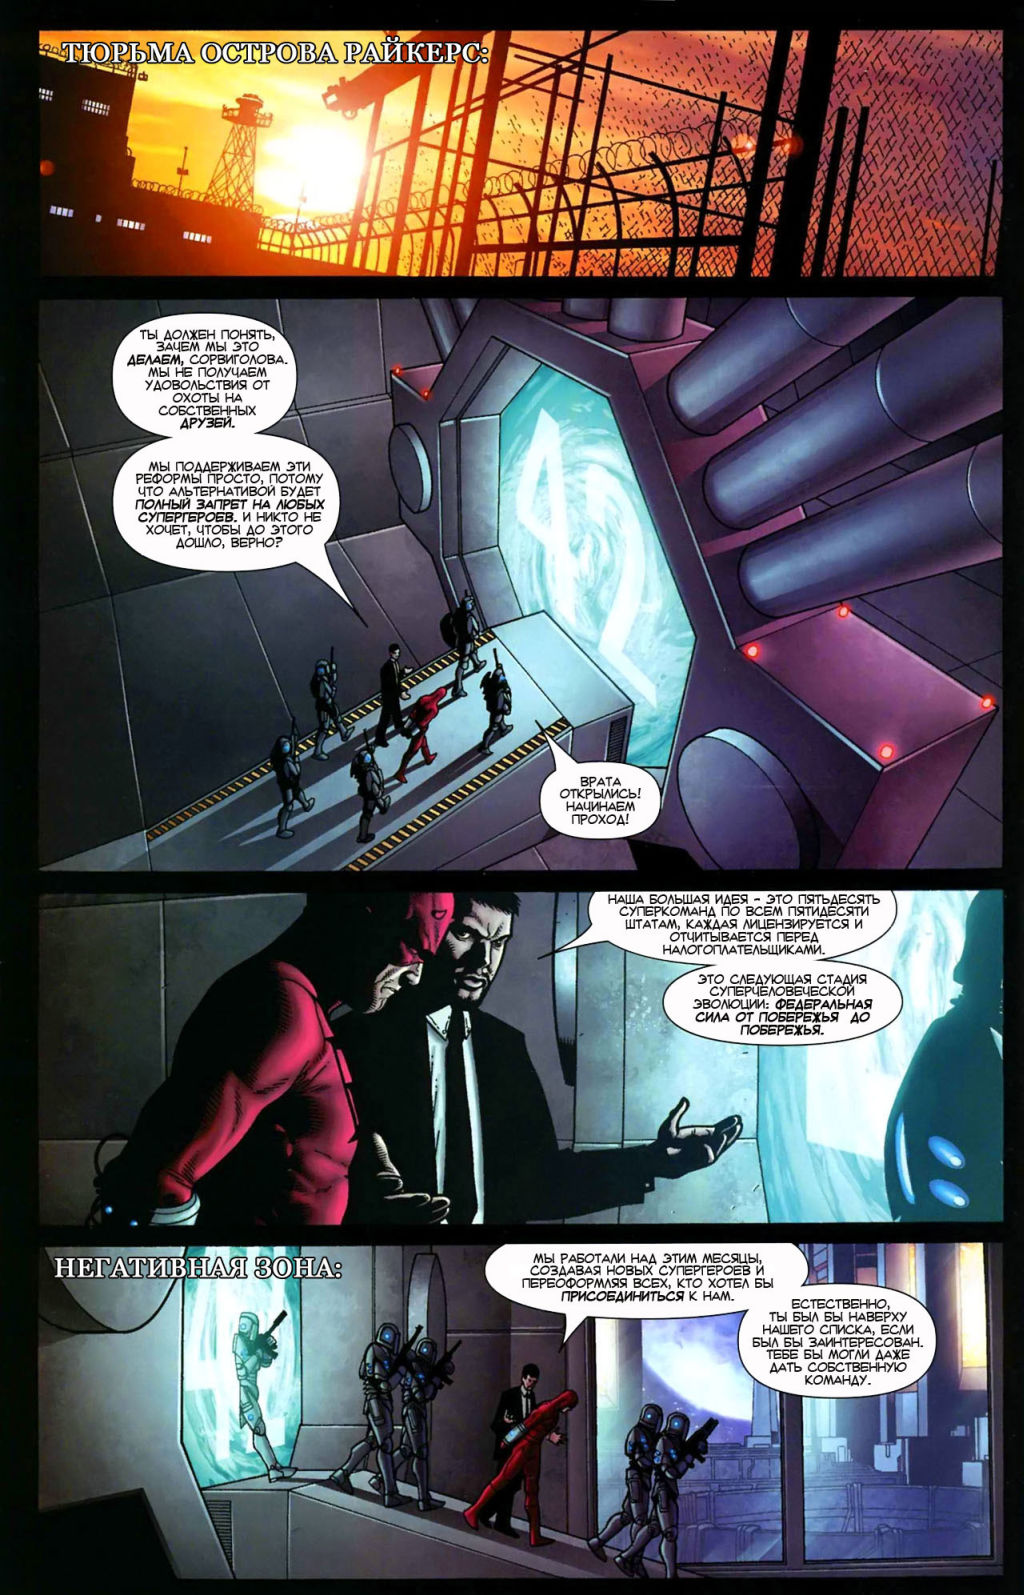 ТЮРЬМА ОСТРОВА РАЙКЕРС:
ТЫ ДОЛЖЕН ПОНЯТЬ,
ЗАЧЕМ МЫ ЭТО
ДЕЛАЕМ, СОРВИГОЛОВА.
МЫ НЕ ПОЛУЧАЕМ
УДОВОЛЬСТВИЯ ОТ
ОХОТЫ НА
СОБСТВЕННЫХ
ДРУЗЕЙ.
МЫ ПОДДЕРЖИВАЕМ ЭТИ
РЕФОРМЫ ПРОСТО, ПОТОМУ
ЧТО АЛЬТЕРНАТИВОЙ БУДЕТ
ПОЛНЫЙ ЗАПРЕТ НА ЛЮБЫХ
СУПЕРГЕРОЕВ. И НИКТО НЕ
ХОЧЕТ, ЧТОБЫ ДО ЭТОГО
ДОШЛО, ВЕРНО?
42
ВРАТА
ОТКРЫЛИСЬ!
НАЧИНАЕМ
ПРОХОД!
НАША БОЛЬШАЯ ИДЕЯ - ЭТО ПЯТЬДЕСЯТЬ
СУПЕРКОМАНД ПО ВСЕМ ПЯТИДЕСЯТИ
ШТАТАМ, КАЖДАЯ ЛИЦЕНЗИРУЕТСЯ И
ОТЧИТЫВАЕТСЯ ПЕРЕД
НАЛОГОПЛАТЕЛЬЩИКАМИ.
ЭТО СЛЕДУЮЩАЯ СТАДИЯ
СУПЕРЧЕЛОВЕЧЕСКОЙ
ЭВОЛЮЦИИ: ФЕДЕРАЛЬНАЯ
СИЛА ОТ ПОБЕРЕЖЬЯ ДО
ПОБЕРЕЖЬЯ.
НЕГАТИВНАЯ ЗОНА:
МЫ РАБОТАЛИ НАД ЭТИМ МЕСЯЦЫ,
СОЗДАВАЯ НОВЫХ СУПЕРГЕРОЕВ И
ПЕРЕОФОРМЛЯЯ ВСЕХ, КТО ХОТЕЛ БЫ
ПРИСОЕДИНИТЬСЯ К НАМ.
ЕСТЕСТВЕННО,
ТЫ БЫЛ БЫ НАВЕРХУ
НАШЕГО СПИСКА, ЕСЛИ
БЫЛ БЫ ЗАИНТЕРЕСОВАН.
ТЕБЕ БЫ МОГЛИ ДАЖЕ
ДАТЬ СОБСТВЕННУЮ
КОМАНДУ.